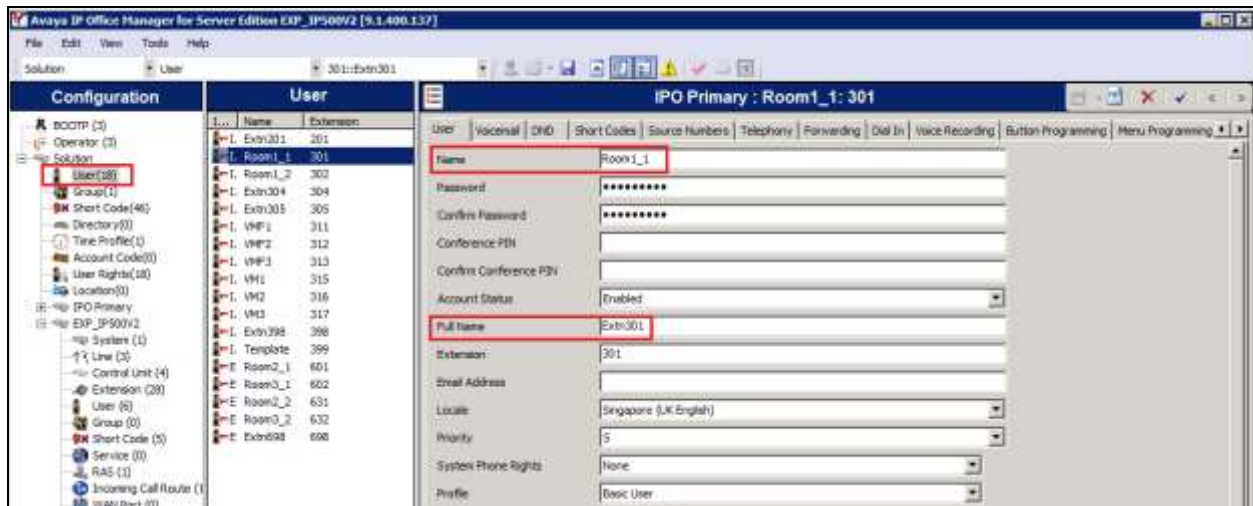 Avaya IP Office Manager for Server Edition EXP_IP500V2 [9.1.400.137]
File Edit View Tools Help
Solution User 301::Extn301
Configuration
BOOTP (3)
Operator (3)
Solution
User(18)
Group(1)
Short Code(46)
Directory(0)
Time Profile(1)
Account Code(0)
User Rights(18)
Location(0)
IPO Primary
EXP_IP500V2
System (1)
Line (3)
Control Unit (4)
Extension (28)
User (6)
Group (0)
Short Code (5)
Service (0)
RAS (1)
Incoming Call Route (1
WAN Port (0)
User
I... Name Extension
I. Extn201 201
I. Room1_1 301
I. Room1_2 302
I. Extn304 304
I. Extn305 305
I. VMP1 311
I. VMP2 312
I. VMP3 313
I. VM1 315
I. VM2 316
I. VM3 317
I. Extn398 398
I. Template 399
E Room2_1 601
E Room3_1 602
E Room2_2 631
E Room3_2 632
E Extn698 698
IPO Primary : Room1_1: 301
User Voicemail DND Short Codes Source Numbers Telephony Forwarding Dial In Voice Recording Button Programming Menu Programming
Name Room1_1
Password •••••••••
Confirm Password •••••••••
Conference PIN
Confirm Conference PIN
Account Status Enabled
Full Name Extn301
Extension 301
Email Address
Locale Singapore (UK English)
Priority 5
System Phone Rights None
Profile Basic User